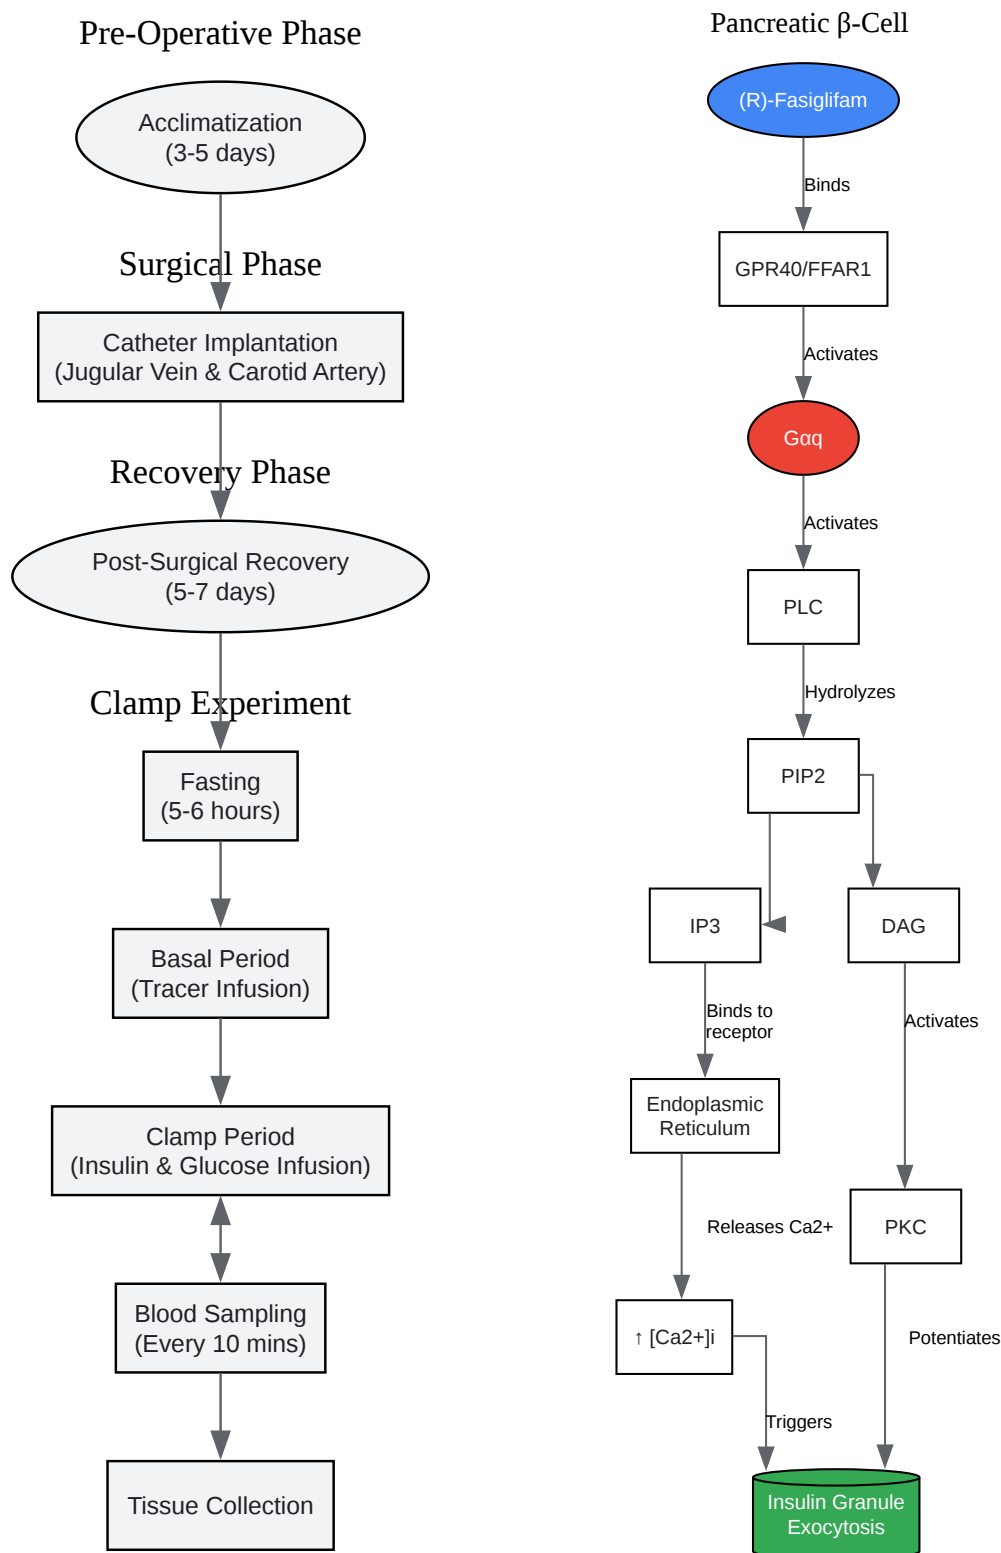 Pre-Operative Phase
Acclimatization
(3-5 days)
Surgical Phase
Catheter Implantation
(Jugular Vein & Carotid Artery)
Recovery Phase
Post-Surgical Recovery
(5-7 days)
Clamp Experiment
Fasting
(5-6 hours)
Basal Period
(Tracer Infusion)
Clamp Period
(Insulin & Glucose Infusion)
Blood Sampling
(Every 10 mins)
Tissue Collection
Pancreatic β-Cell
(R)-Fasiglifam
Binds
GPR40/FFAR1
Activates
Gαq
Activates
PLC
Hydrolyzes
PIP2
IP3
DAG
Binds to
receptor
Activates
Endoplasmic
Reticulum
Releases Ca2+
PKC
↑ [Ca2+]i
Potentiates
Triggers
Insulin Granule
Exocytosis